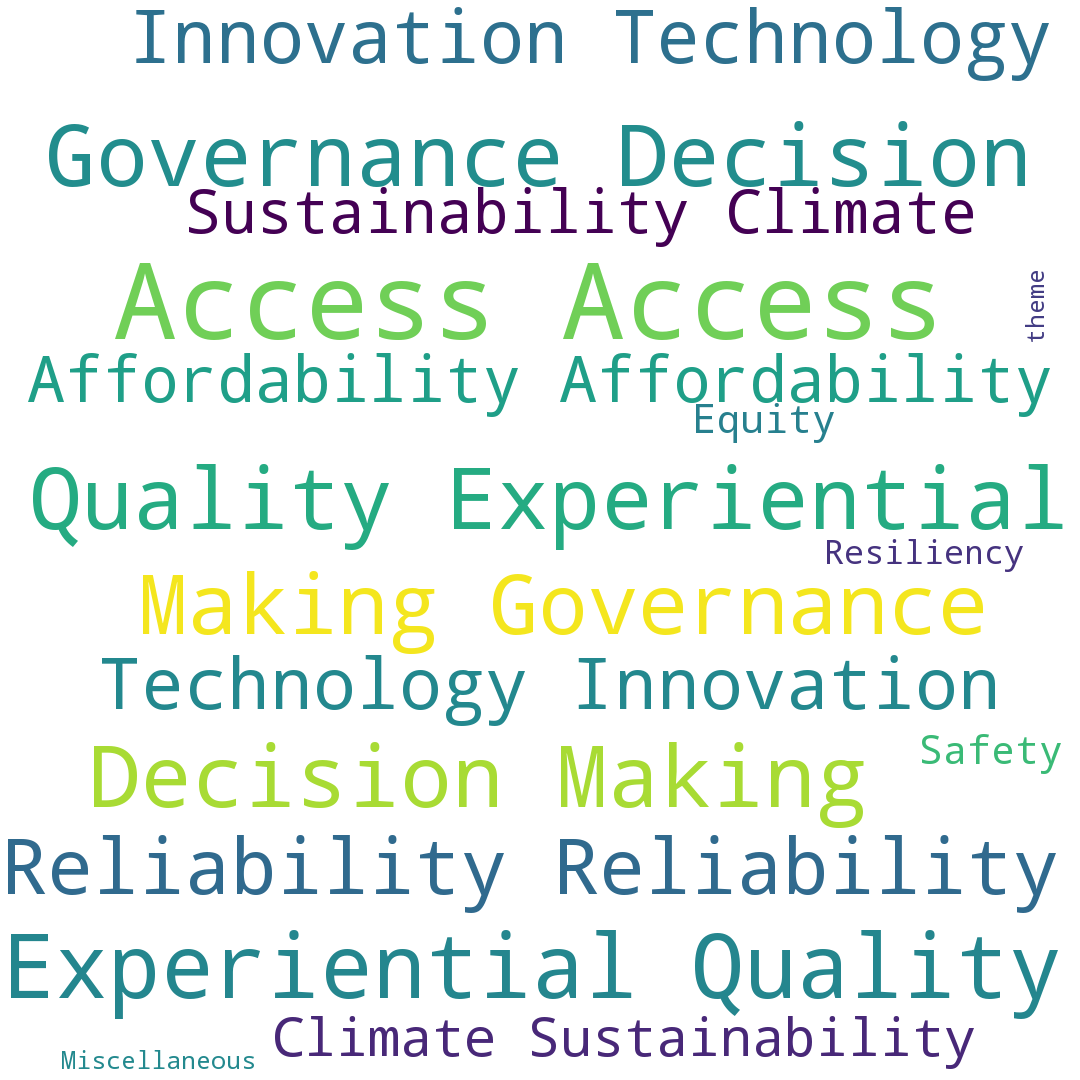 Innovation Technology
Governance Decision
Sustainability Climate
Access Access
theme
Affordability Affordability
Equity
Quality Experiential
Resiliency
Making Governance
Technology Innovation
Decision Making
Safety
Reliability Reliability
Experiential Quality
Climate Sustainability
Miscellaneous